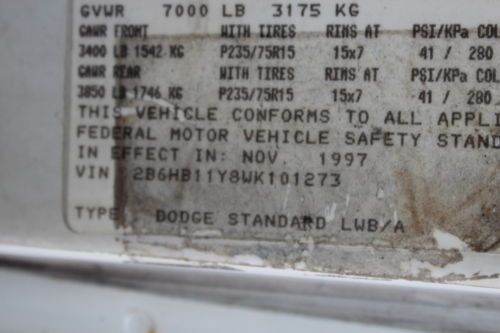 GVWR 7000 LB 3175 KG
GAWR FRONT WITH TIRES RIMS AT PSI/KPa COL
3400 LB 1542 KG P235/75R15 15x7 41 / 280
GAWR REAR WITH TIRES RIMS AT PSI/KPa COL
3850 LB 1746 KG P235/75R15 15x7 41 / 280
THIS VEHICLE CONFORMS TO ALL APPLI
FEDERAL MOTOR VEHICLE SAFETY STAND
IN EFFECT IN: NOV. 1997
VIN 2B6HB11Y8WK101273
TYPE DODGE STANDARD LWB/A